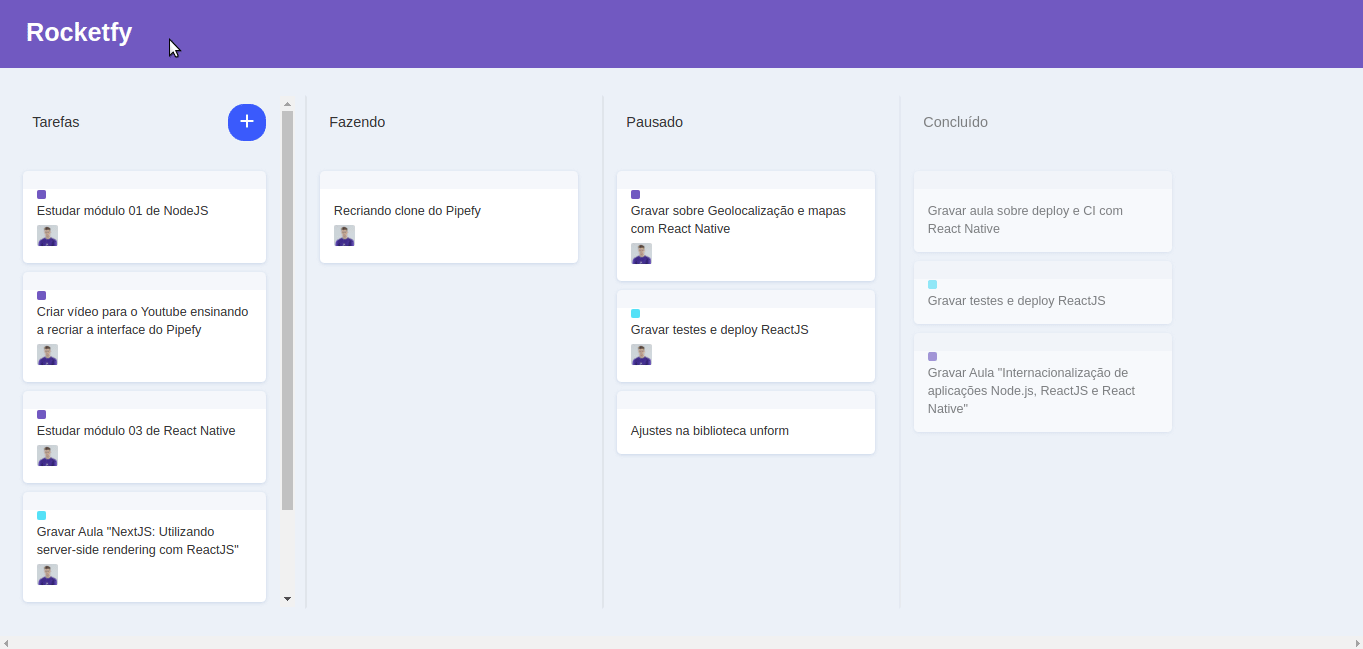 Rocketfy
Tarefas
Estudar módulo 01 de NodeJS
Criar vídeo para o Youtube ensinando
a recriar a interface do Pipefy
Estudar módulo 03 de React Native
Gravar Aula "NextJS: Utilizando
server-side rendering com ReactJS"
Fazendo
Recriando clone do Pipefy
Pausado
Gravar sobre Geolocalização e mapas
com React Native
Gravar testes e deploy ReactJS
Ajustes na biblioteca unform
Concluído
Gravar aula sobre deploy e CI com
React Native
Gravar testes e deploy ReactJS
Gravar Aula "Internacionalização de
aplicações Node.js, ReactJS e React
Native"